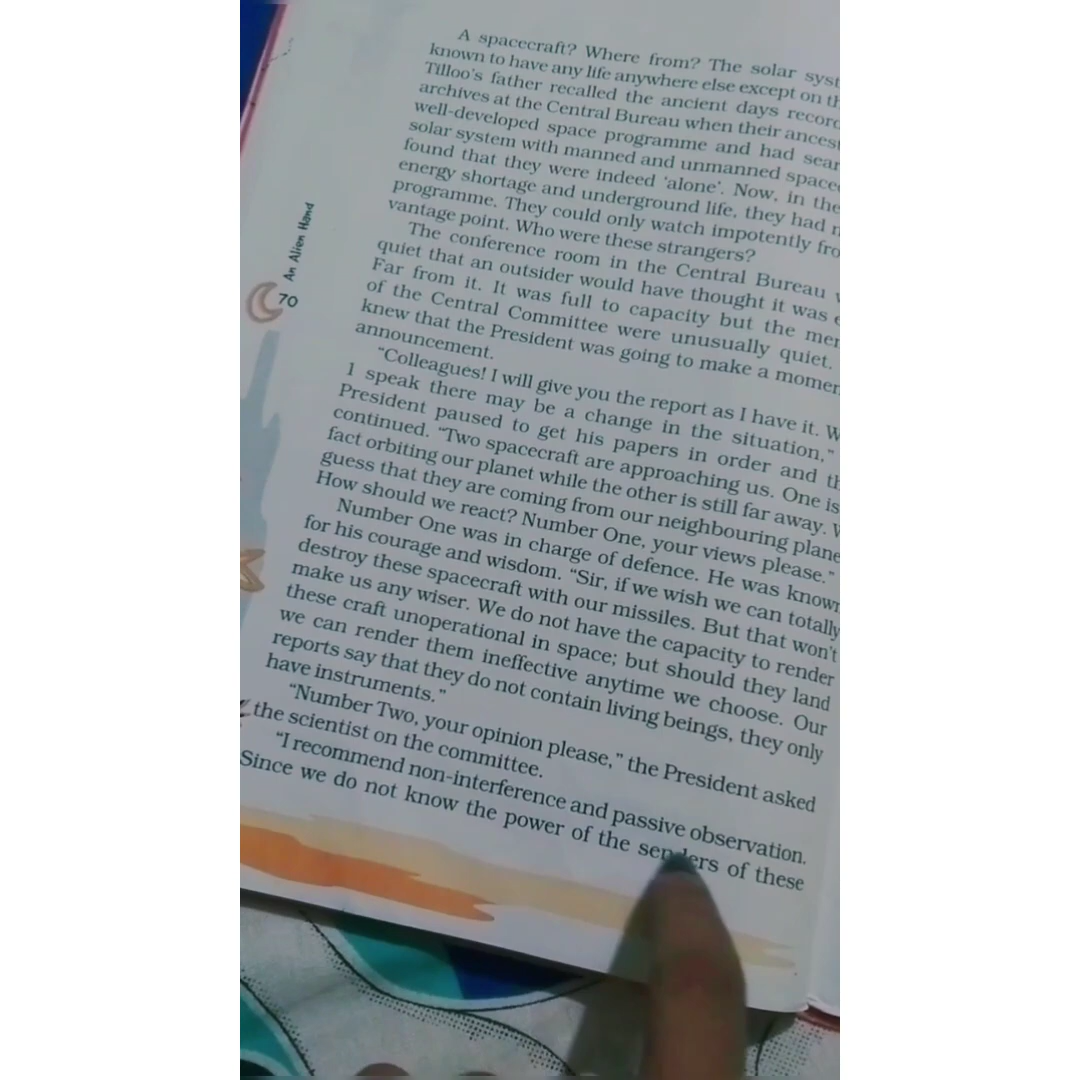 A spacecraft? Where from? The solar
known to have any life anywhere else except on
Tilloo's father recalled the ancient days
archives at the Central Bureau when their
well-developed space programme and had
solar system with manned and unmanned
found that they were indeed 'alone'. Now, in
energy shortage and underground life, they had
programme. They could only watch impotently
vantage point. Who were these strangers?
The conference room in the Central Bureau
quiet that an outsider would have thought it was
Far from it. It was full to capacity but the
of the Central Committee were unusually quiet.
knew that the President was going to make a
announcement.
"Colleagues! I will give you the report as I have it.
I speak there may be a change in the situation,"
President paused to get his papers in order and
continued. "Two spacecraft are approaching us. One is
fact orbiting our planet while the other is still far away.
guess that they are coming from our neighbouring
How should we react? Number One, your views please."
Number One was in charge of defence. He was known
for his courage and wisdom. "Sir, if we wish we can totally
destroy these spacecraft with our missiles. But that won't
make us any wiser. We do not have the capacity to render
these craft unoperational in space; but should they land
we can render them ineffective anytime we choose. Our
reports say that they do not contain living beings, they only
have instruments."
"Number Two, your opinion please," the President asked
the scientist on the committee.
"I recommend non-interference and passive observation.
Since we do not know the power of the senders of these
An Alien Hand
70